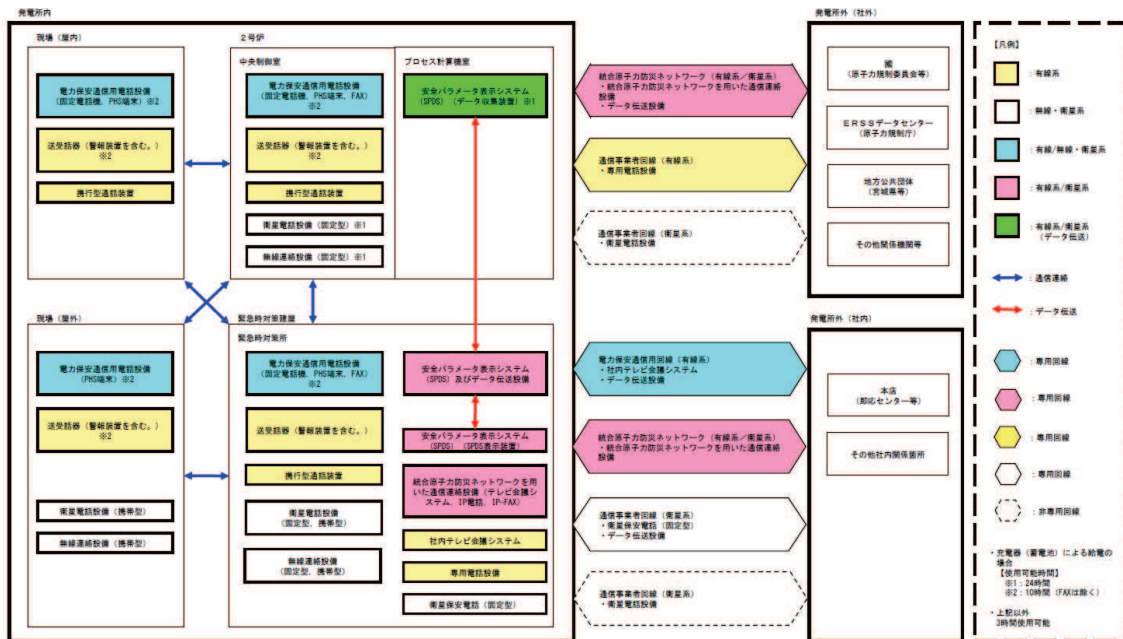 発電所内
現場（屋内）
電力保安通信用電話設備
（固定電話機、PHS端末）※2
送受話器（警報装置を含む。）
※2
携行型通話装置
２号炉
中央制御室
電力保安通信用電話設備
（固定電話機、PHS端末、FAX）
※2
送受話器（警報装置を含む。）
※2
携行型通話装置
衛星電話設備（固定型）※1
無線連絡設備（固定型）※1
プロセス計算機室
安全パラメータ表示システム
（SPDS）（データ収集装置）※1
現場（屋外）
電力保安通信用電話設備
（PHS端末）※2
送受話器（警報装置を含む。）
※2
衛星電話設備（携帯型）
無線連絡設備（携帯型）
緊急時対策建屋
緊急時対策所
電力保安通信用電話設備
（固定電話機、PHS端末、FAX）
※2
送受話器（警報装置を含む。）
携行型通話装置
衛星電話設備
（固定型、携帯型）
無線連絡設備
（固定型、携帯型）
安全パラメータ表示システム
（SPDS）及びデータ伝送設備
安全パラメータ表示システム
（SPDS）（SPDS表示装置）
統合原子力防災ネットワークを用
いた通信連絡設備（テレビ会議シ
ステム、IP電話、IP-FAX）
社内テレビ会議システム
専用電話設備
衛星保安電話（固定型）
統合原子力防災ネットワーク（有線系／衛星系）
・統合原子力防災ネットワークを用いた通信連絡
設備
・データ伝送設備
通信事業者回線（有線系）
・専用電話設備
通信事業者回線（衛星系）
・衛星電話設備
電力保安通信用回線（有線系）
・社内テレビ会議システム
・データ伝送設備
統合原子力防災ネットワーク（有線系／衛星系）
・統合原子力防災ネットワークを用いた通信連絡
設備
通信事業者回線（衛星系）
・衛星保安電話（固定型）
・データ伝送設備
通信事業者回線（衛星系）
・衛星電話設備
発電所外（社外）
国
（原子力規制委員会等）
ＥＲＳＳデータセンター
（原子力規制庁）
地方公共団体
（宮城県等）
その他関係機関等
発電所外（社内）
本店
（即応センター等）
その他社内関係箇所
【凡例】
：有線系
：無線・衛星系
：有線/無線・衛星系
：有線系/衛星系
：有線系/衛星系
（データ伝送）
：通信連絡
：データ伝送
：専用回線
：専用回線
：専用回線
：専用回線
：非専用回線
・充電器（蓄電池）による給電の
場合
【使用可能時間】
※1：24時間
※2：10時間（FAXは除く）
・上記以外
3時間使用可能